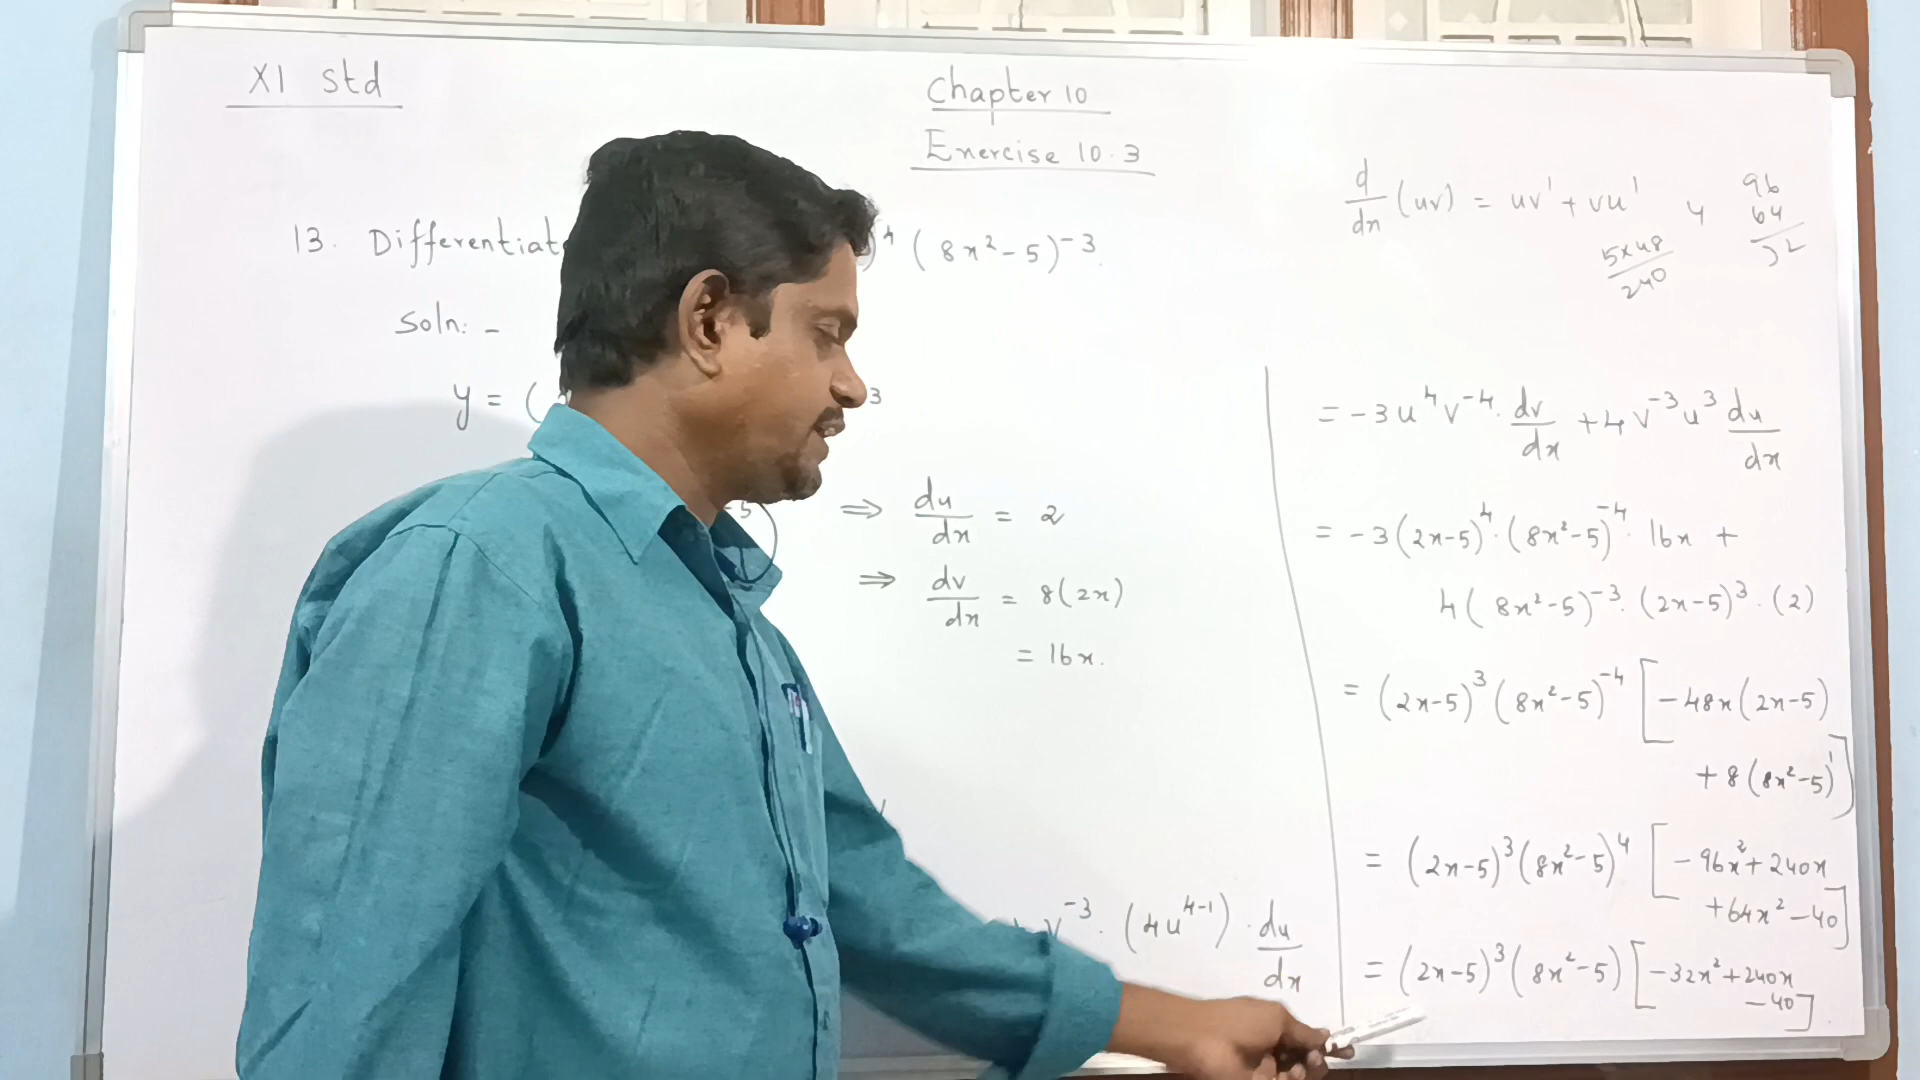 XI Std
Chapter 10
Exercise 10.3
d/dx (uv) = uv' + vu'
4
96
64
32
5x48
240
13. Differentiat )⁴ (8x²-5)⁻³.
Soln: -
y = ( 3
-5
⇒ du/dx = 2
⇒ dv/dx = 8(2x)
= 16x.
v⁻³ . (4u⁴⁻¹) . du/dx
= -3u⁴v⁻⁴. dv/dx + 4v⁻³u³ du/dx
= -3(2x-5)⁴.(8x²-5)⁻⁴. 16x +
4(8x²-5)⁻³. (2x-5)³ . (2)
= (2x-5)³ (8x²-5)⁻⁴ [-48x(2x-5)
+ 8(8x²-5)¹]
= (2x-5)³ (8x²-5)⁴ [-96x²+240x
+64x²-40]
= (2x-5)³ (8x²-5) [-32x²+240x
-40].